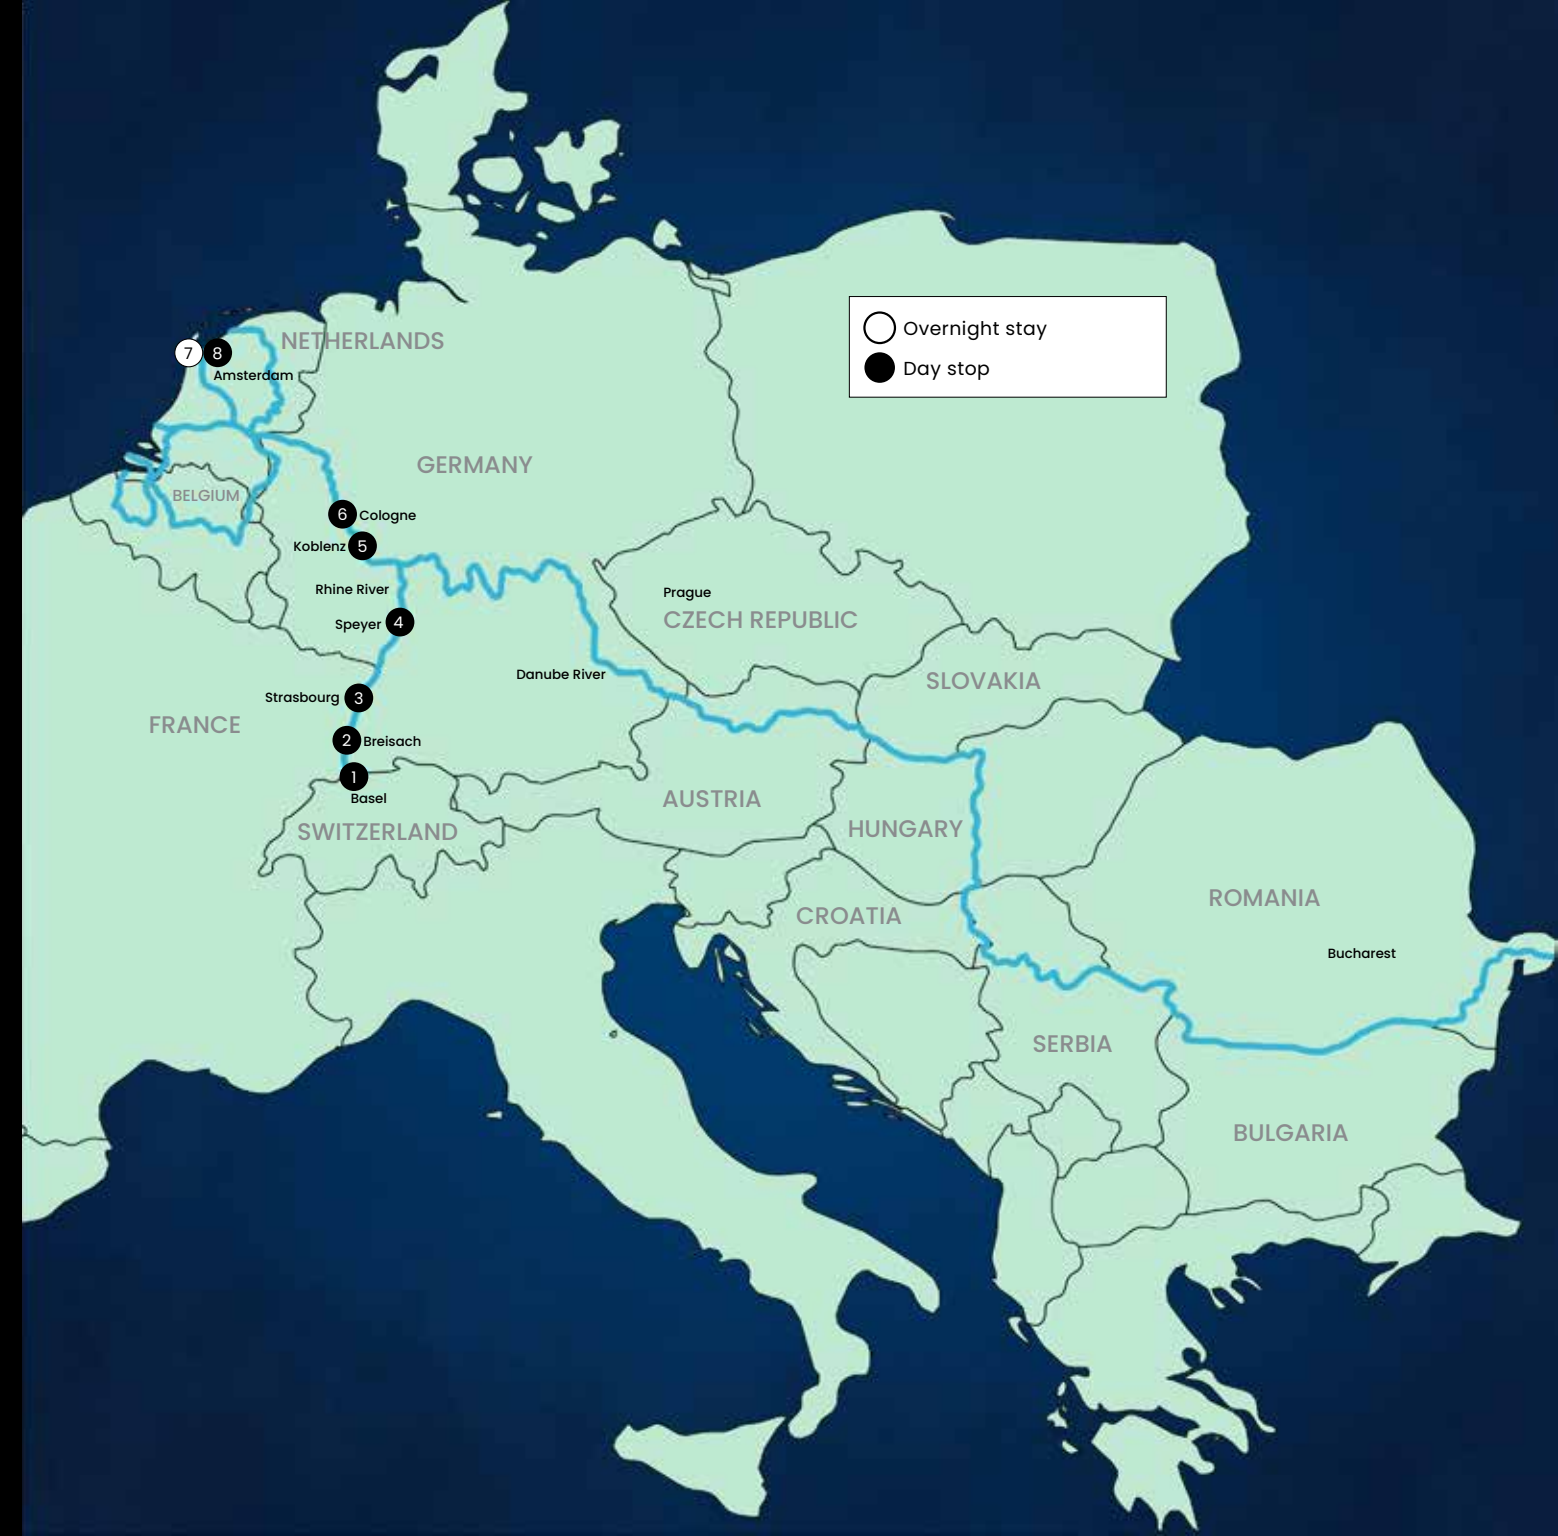 Overnight stay
Day stop
NETHERLANDS
7 8
Amsterdam
GERMANY
BELGIUM
6 Cologne
Koblenz 5
Rhine River
Prague
CZECH REPUBLIC
Speyer 4
Danube River
SLOVAKIA
Strasbourg 3
FRANCE
2 Breisach
1
Basel
AUSTRIA
SWITZERLAND
HUNGARY
ROMANIA
CROATIA
Bucharest
SERBIA
BULGARIA